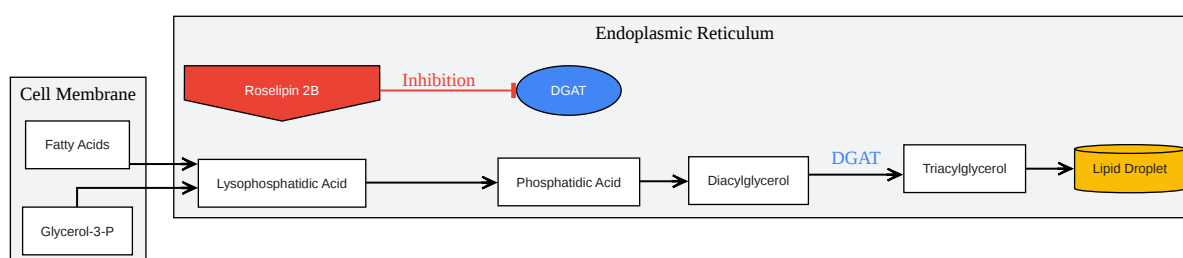 Endoplasmic Reticulum
Cell Membrane
Roselipin 2B
Inhibition
DGAT
Fatty Acids
Glycerol-3-P
Lysophosphatidic Acid
Phosphatidic Acid
Diacylglycerol
DGAT
Triacylglycerol
Lipid Droplet